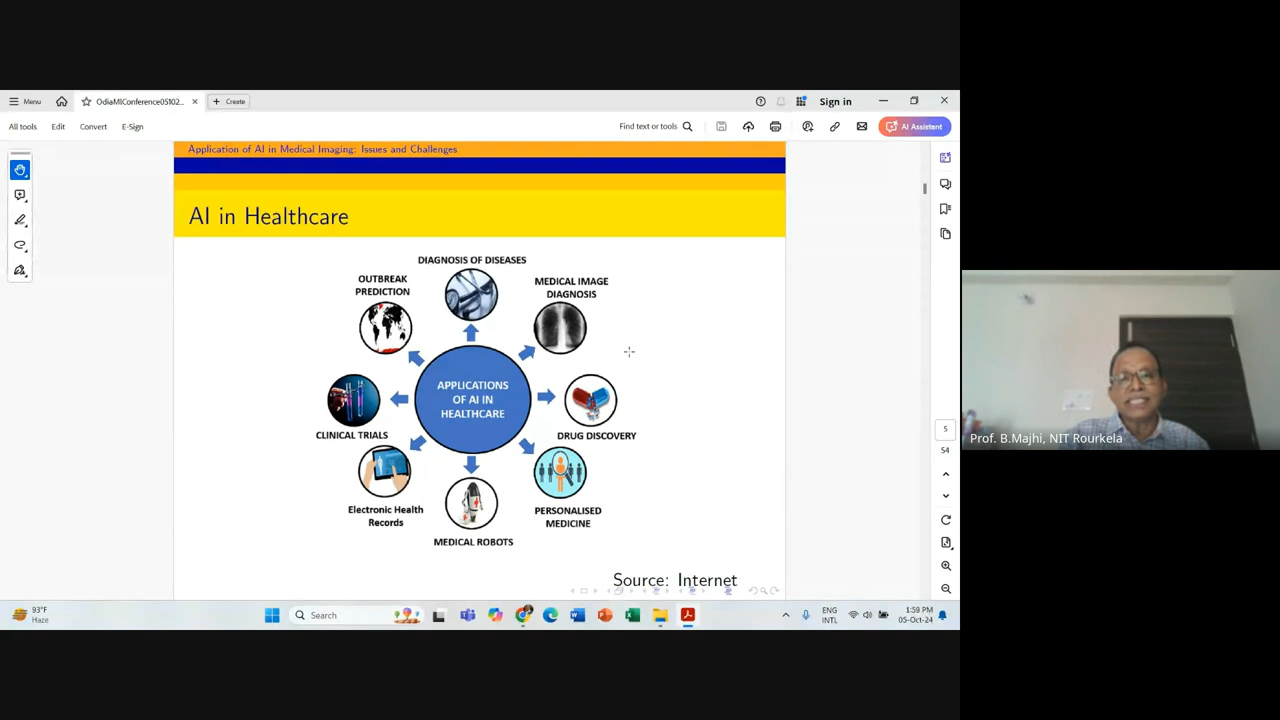 Menu
OdiaMlConference05102...
Create
Sign in
All tools
Edit
Convert
E-Sign
Find text or tools
AI Assistant
Application of AI in Medical Imaging: Issues and Challenges
AI in Healthcare
DIAGNOSIS OF DISEASES
OUTBREAK
PREDICTION
MEDICAL IMAGE
DIAGNOSIS
APPLICATIONS
OF AI IN
HEALTHCARE
CLINICAL TRIALS
DRUG DISCOVERY
Electronic Health
Records
PERSONALISED
MEDICINE
MEDICAL ROBOTS
Source: Internet
5
54
Prof. B.Majhi, NIT Rourkela
93°F
Haze
Search
ENG
INTL
1:59 PM
05-Oct-24